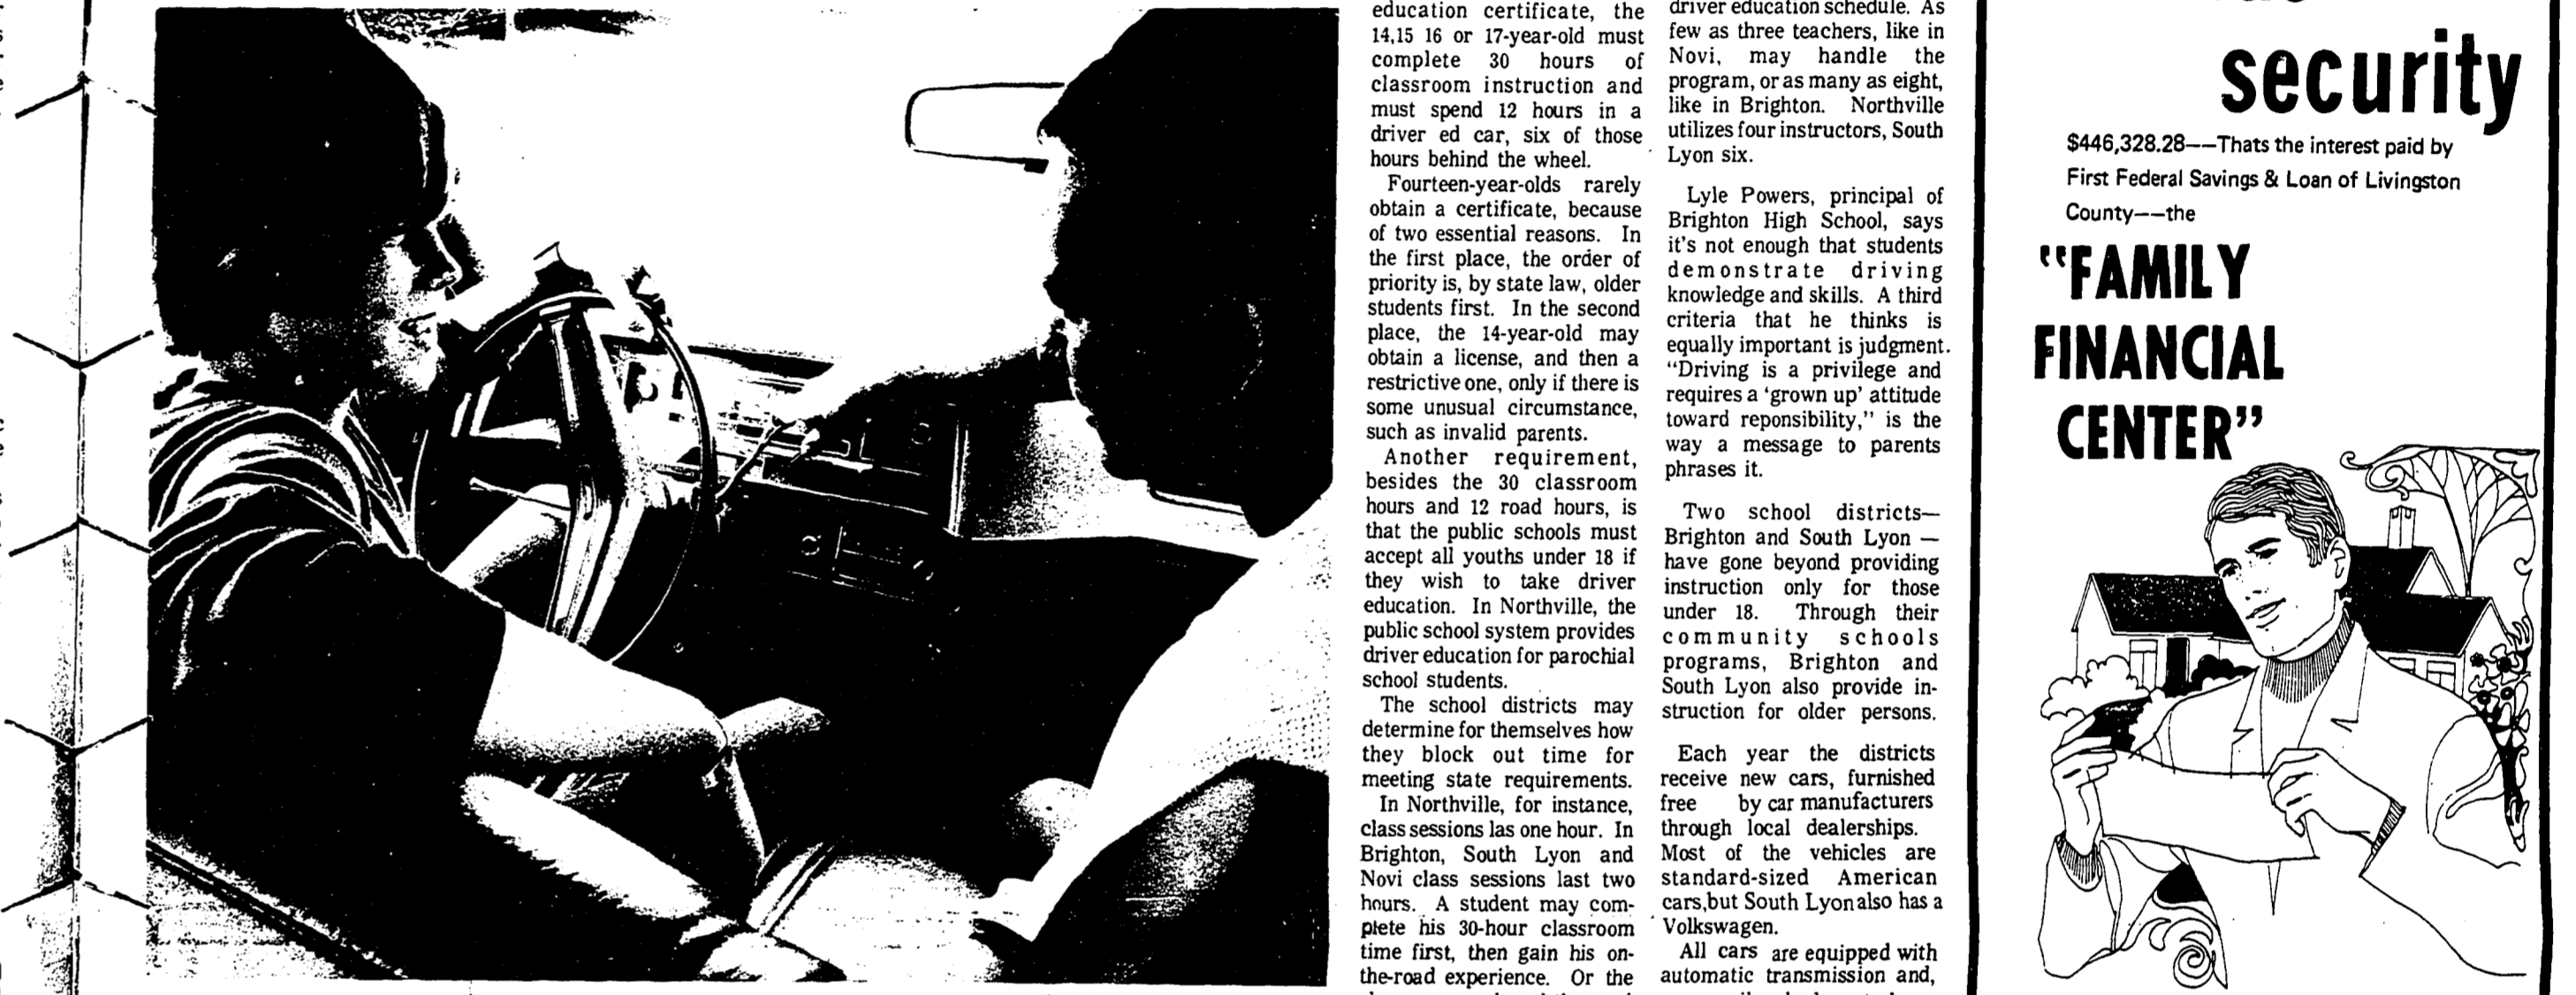 education certificate, the
14,15 16 or 17-year-old must
complete 30 hours of
classroom instruction and
must spend 12 hours in a
driver ed car, six of those
hours behind the wheel.
Fourteen-year-olds rarely
obtain a certificate, because
of two essential reasons. In
the first place, the order of
priority is, by state law, older
students first. In the second
place, the 14-year-old may
obtain a license, and then a
restrictive one, only if there is
some unusual circumstance,
such as invalid parents.
Another requirement,
besides the 30 classroom
hours and 12 road hours, is
that the public schools must
accept all youths under 18 if
they wish to take driver
education. In Northville, the
public school system provides
driver education for parochial
school students.
The school districts may
determine for themselves how
they block out time for
meeting state requirements.
In Northville, for instance,
class sessions las one hour. In
Brighton, South Lyon and
Novi class sessions last two
hours. A student may com-
plete his 30-hour classroom
time first, then gain his on-
the-road experience. Or the
driver education schedule. As
few as three teachers, like in
Novi, may handle the
program, or as many as eight,
like in Brighton. Northville
utilizes four instructors, South
Lyon six.
Lyle Powers, principal of
Brighton High School, says
it's not enough that students
demonstrate driving
knowledge and skills. A third
criteria that he thinks is
equally important is judgment.
“Driving is a privilege and
requires a ‘grown up’ attitude
toward reponsibility,” is the
way a message to parents
phrases it.
Two school districts—
Brighton and South Lyon —
have gone beyond providing
instruction only for those
under 18. Through their
community schools
programs, Brighton and
South Lyon also provide in-
struction for older persons.
Each year the districts
receive new cars, furnished
free by car manufacturers
through local dealerships.
Most of the vehicles are
standard-sized American
cars,but South Lyon also has a
Volkswagen.
All cars are equipped with
automatic transmission and,
security
$446,328.28——Thats the interest paid by
First Federal Savings & Loan of Livingston
County——the
“FAMILY
FINANCIAL
CENTER”